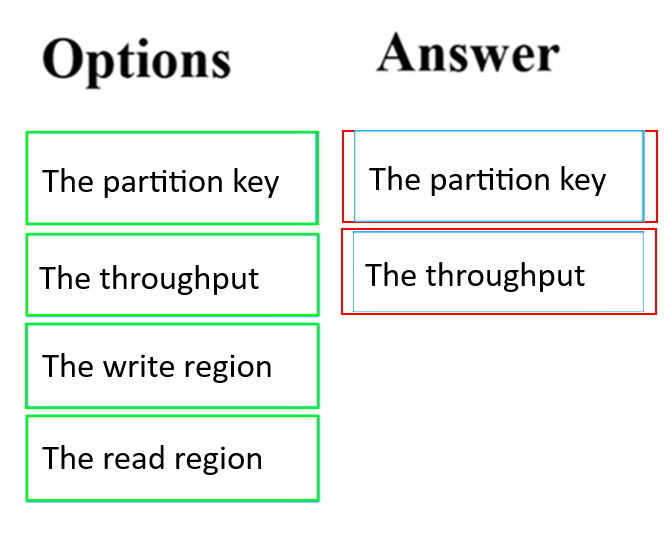 Options
Answer
The partition key
The partition key
The throughput
The throughput
The write region
The read region